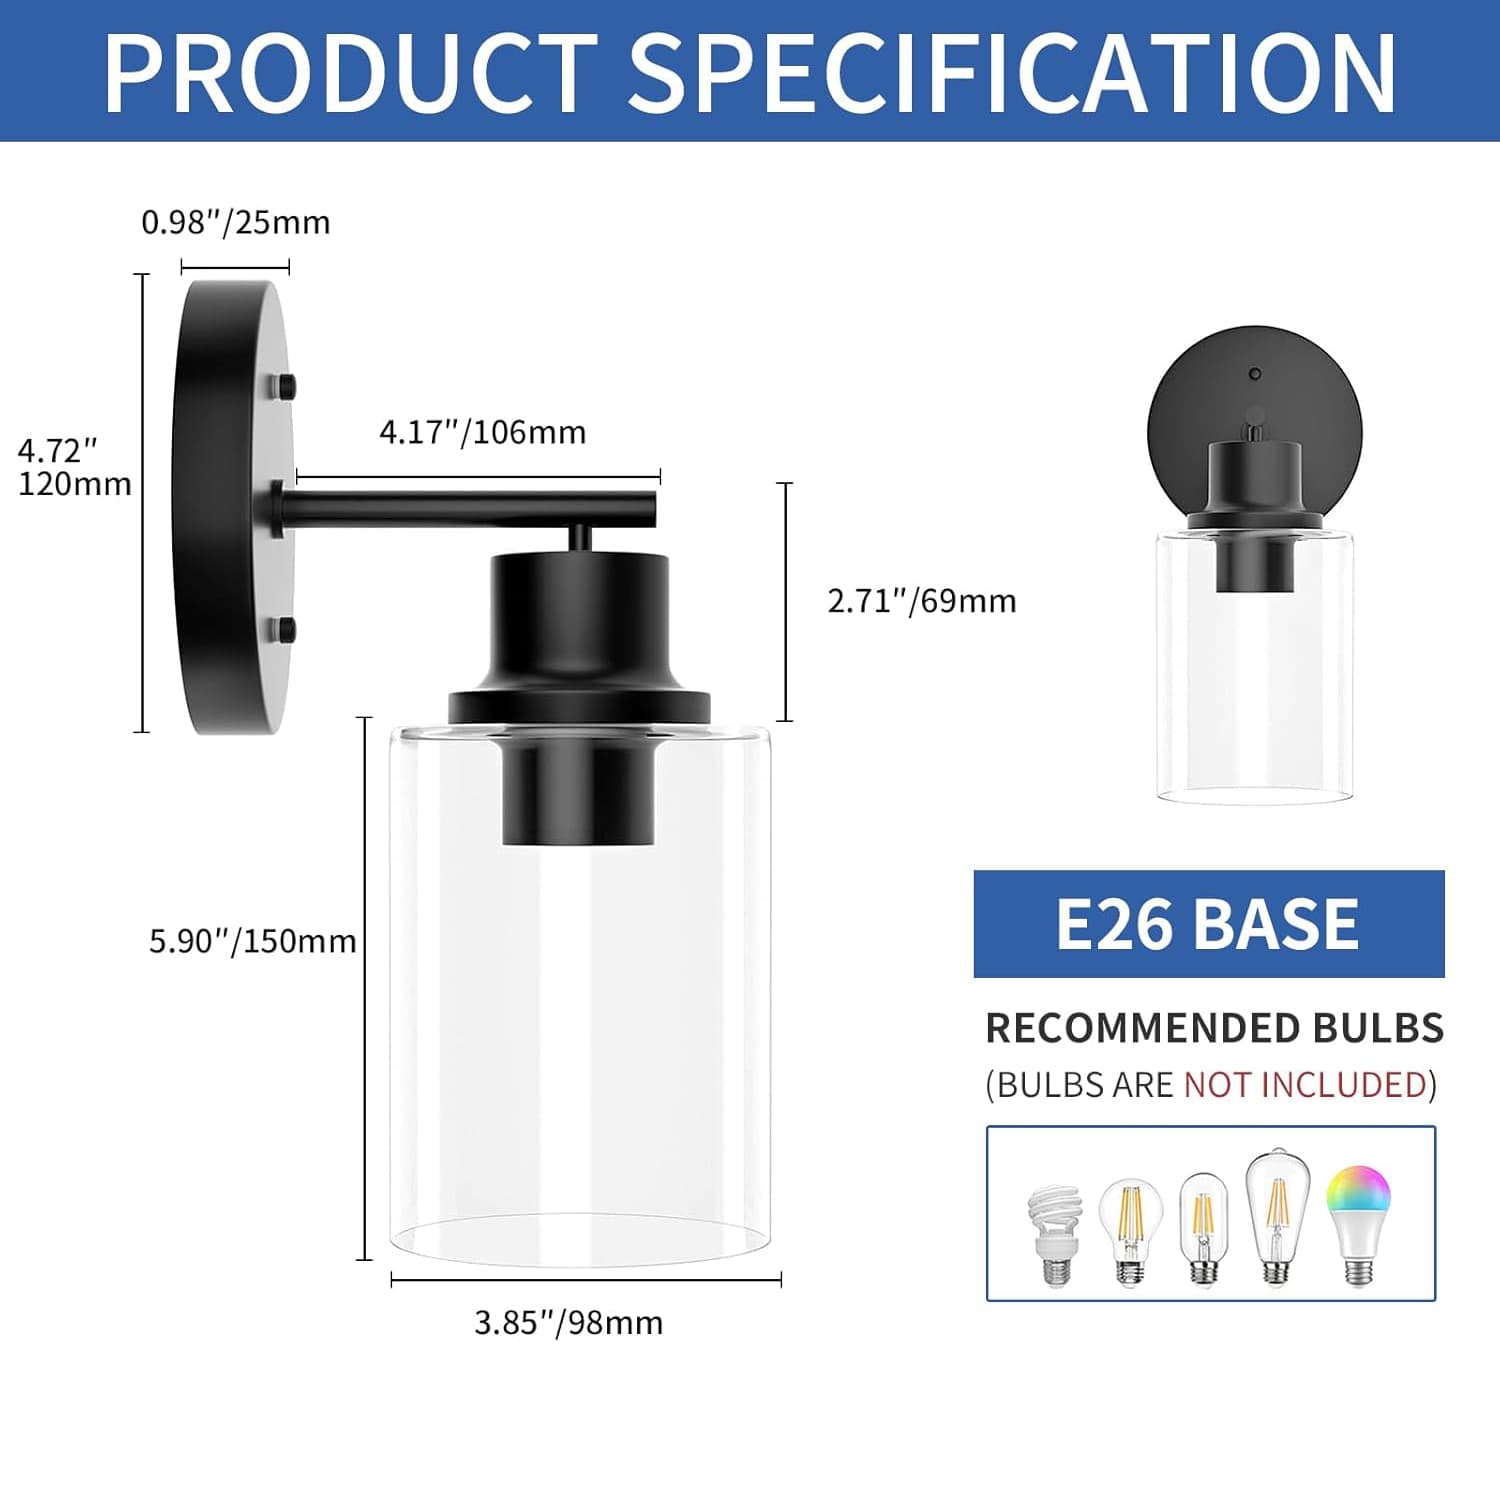 PRODUCT SPECIFICATION
0.98"/25mm
4.17"/106mm
4.72"
120mm
2.71"/69mm
5.90"/150mm
3.85"/98mm
E26 BASE
RECOMMENDED BULBS
(BULBS ARE NOT INCLUDED)